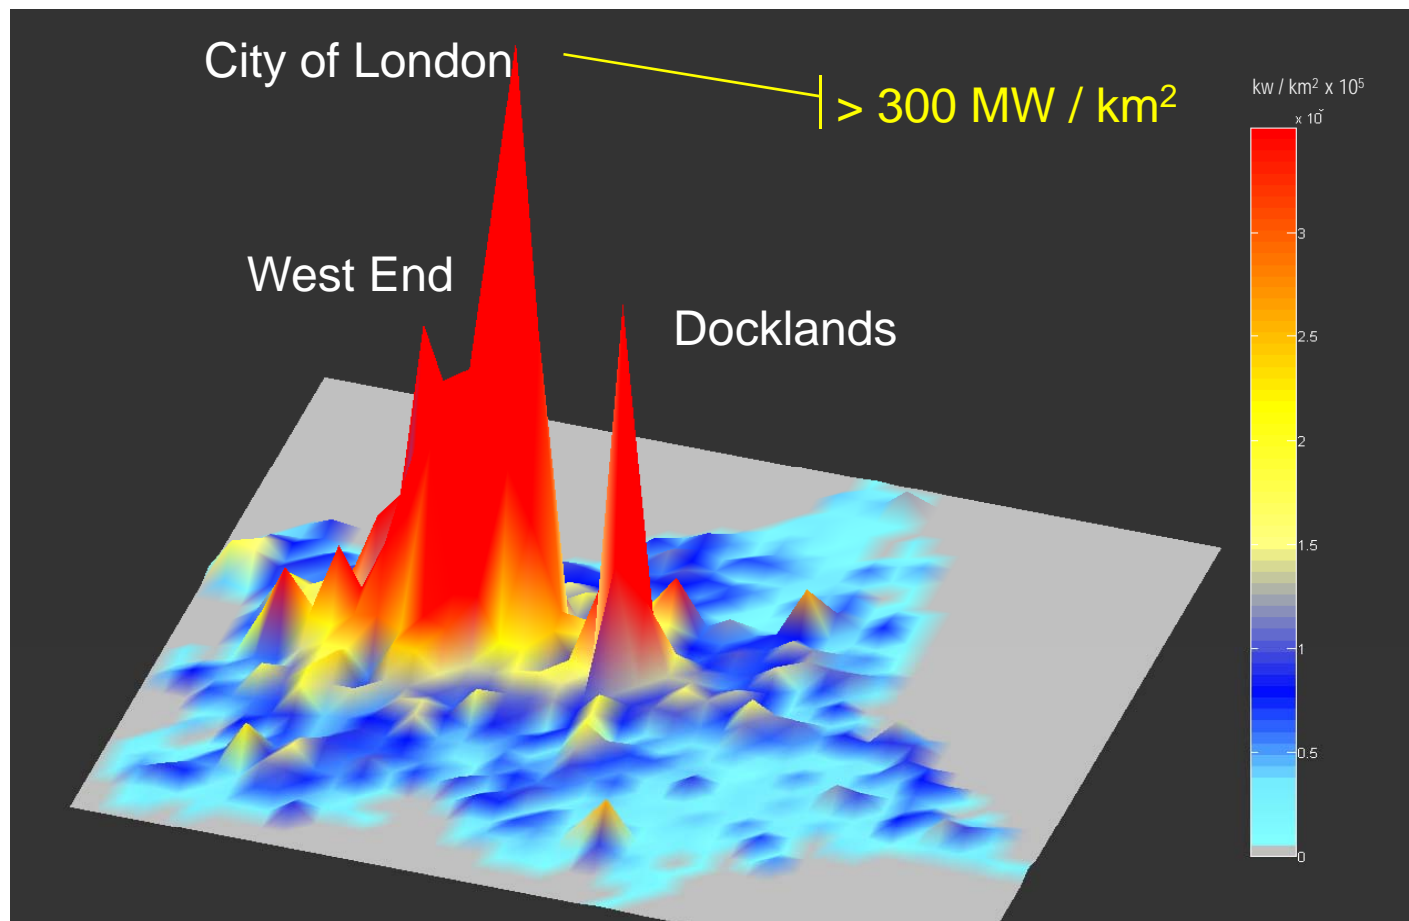 City of London
> 300 MW / km²
kw / km² x 10⁵
West End
Docklands
3
2.5
2
1.5
1
0.5
0